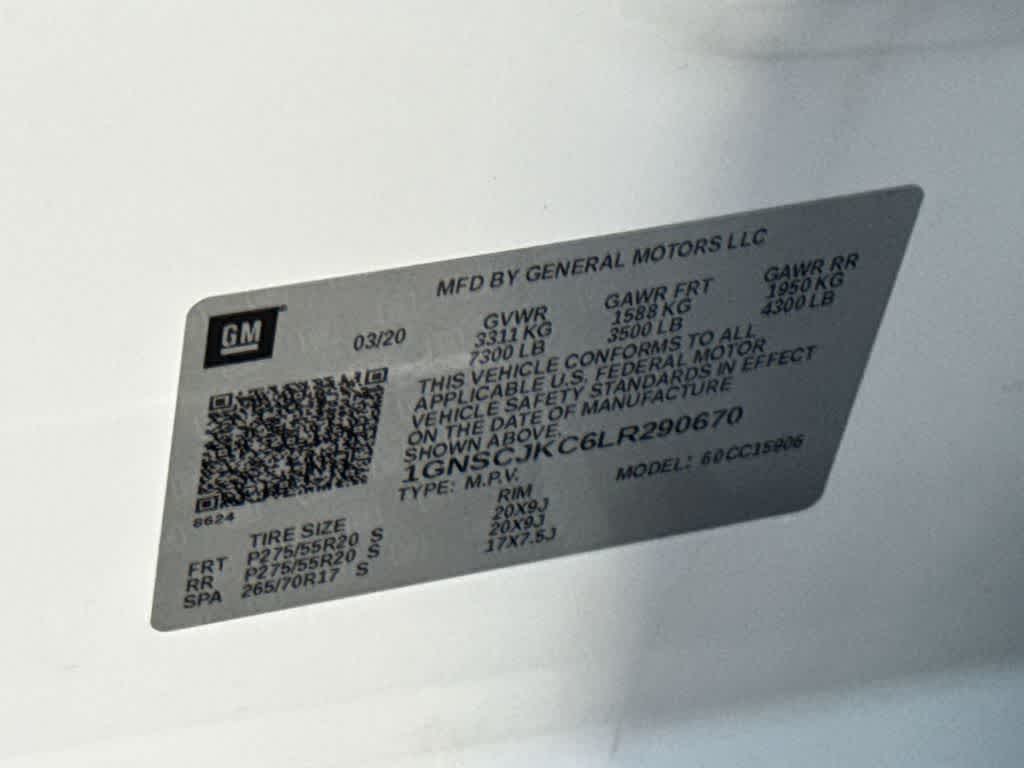 MFD BY GENERAL MOTORS LLC
GM
03/20
GVWR GAWR FRT GAWR RR
3311 KG 1588 KG 1950 KG
7300 LB 3500 LB 4300 LB
THIS VEHICLE CONFORMS TO ALL
APPLICABLE U.S. FEDERAL MOTOR
VEHICLE SAFETY STANDARDS IN EFFECT
ON THE DATE OF MANUFACTURE
SHOWN ABOVE.
1GNSCJKC6LR290670
TYPE: M.P.V. MODEL: 60CC15906
8624
TIRE SIZE RIM
FRT P275/55R20 S 20X9J
RR P275/55R20 S 20X9J
SPA 265/70R17 S 17X7.5J